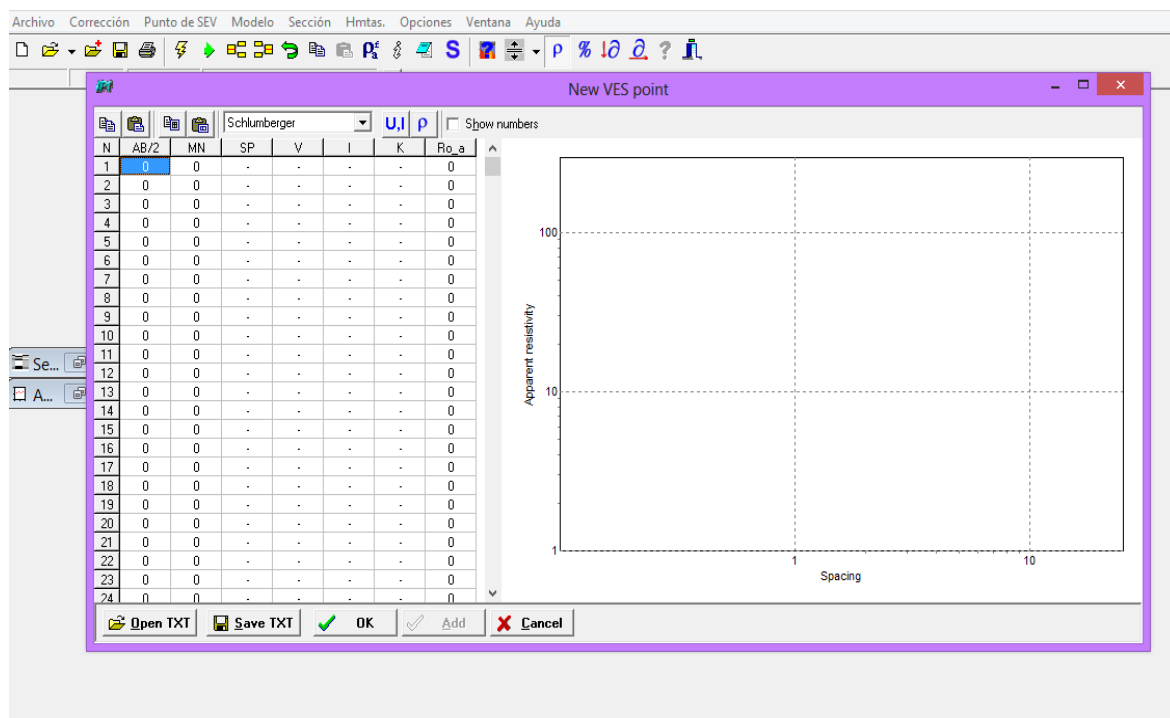 Archivo Corrección Punto de SEV Modelo Sección Hmtas. Opciones Ventana Ayuda
S ρ %
New VES point
Schlumberger U,I ρ Show numbers
N AB/2 MN SP V I K Ro_a
1 0 0 - - - - 0
2 0 0 - - - - 0
3 0 0 - - - - 0
4 0 0 - - - - 0
5 0 0 - - - - 0
6 0 0 - - - - 0
7 0 0 - - - - 0
8 0 0 - - - - 0
9 0 0 - - - - 0
10 0 0 - - - - 0
11 0 0 - - - - 0
12 0 0 - - - - 0
13 0 0 - - - - 0
14 0 0 - - - - 0
15 0 0 - - - - 0
16 0 0 - - - - 0
17 0 0 - - - - 0
18 0 0 - - - - 0
19 0 0 - - - - 0
20 0 0 - - - - 0
21 0 0 - - - - 0
22 0 0 - - - - 0
23 0 0 - - - - 0
24 0 0 - - - - 0
Se...
A...
100
10
1
Apparent resistivity
1 10
Spacing
Open TXT Save TXT OK Add Cancel